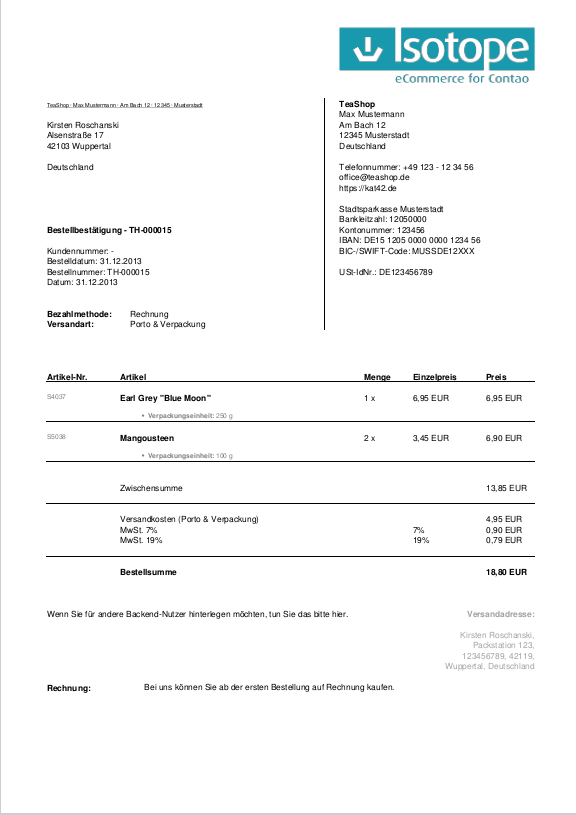 Isotope
eCommerce for Contao
TeaShop · Max Mustermann · Am Bach 12 · 12345 · Musterstadt
Kirsten Roschanski
Alsenstraße 17
42103 Wuppertal
Deutschland
TeaShop
Max Mustermann
Am Bach 12
12345 Musterstadt
Deutschland
Telefonnummer: +49 123 - 12 34 56
office@teashop.de
https://kat42.de
Stadtsparkasse Musterstadt
Bankleitzahl: 12050000
Kontonummer: 123456
IBAN: DE15 1205 0000 0000 1234 56
BIC-/SWIFT-Code: MUSSDE12XXX
USt-IdNr.: DE123456789
Bestellbestätigung - TH-000015
Kundennummer: -
Bestelldatum: 31.12.2013
Bestellnummer: TH-000015
Datum: 31.12.2013
Bezahlmethode: Rechnung
Versandart: Porto & Verpackung
Artikel-Nr. Artikel Menge Einzelpreis Preis
S4037 Earl Grey "Blue Moon" 1 x 6,95 EUR 6,95 EUR
• Verpackungseinheit: 250 g
S5038 Mangousteen 2 x 3,45 EUR 6,90 EUR
• Verpackungseinheit: 100 g
Zwischensumme 13,85 EUR
Versandkosten (Porto & Verpackung) 4,95 EUR
MwSt. 7% 7% 0,90 EUR
MwSt. 19% 19% 0,79 EUR
Bestellsumme 18,80 EUR
Wenn Sie für andere Backend-Nutzer hinterlegen möchten, tun Sie das bitte hier.
Versandadresse:
Kirsten Roschanski,
Packstation 123,
123456789, 42119,
Wuppertal, Deutschland
Rechnung: Bei uns können Sie ab der ersten Bestellung auf Rechnung kaufen.